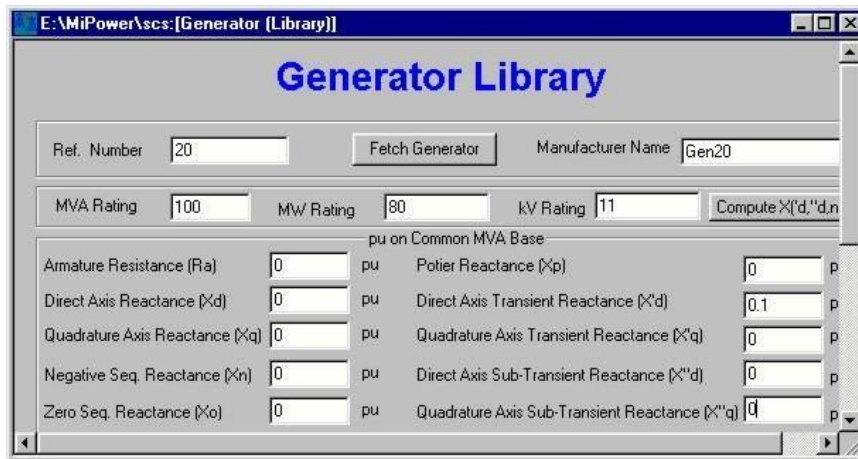 E:\MiPower\scs:[Generator (Library)]
Generator Library
Ref. Number 20 Fetch Generator Manufacturer Name Gen20
MVA Rating 100 MW Rating 80 kV Rating 11 Compute X('d,''d,n
pu on Common MVA Base
Armature Resistance (Ra) 0 pu Potier Reactance (Xp) 0 p
Direct Axis Reactance (Xd) 0 pu Direct Axis Transient Reactance (X'd) 0.1 p
Quadrature Axis Reactance (Xq) 0 pu Quadrature Axis Transient Reactance (X'q) 0 p
Negative Seq. Reactance (Xn) 0 pu Direct Axis Sub-Transient Reactance (X''d) 0 p
Zero Seq. Reactance (Xo) 0 pu Quadrature Axis Sub-Transient Reactance (X''q) 0 p